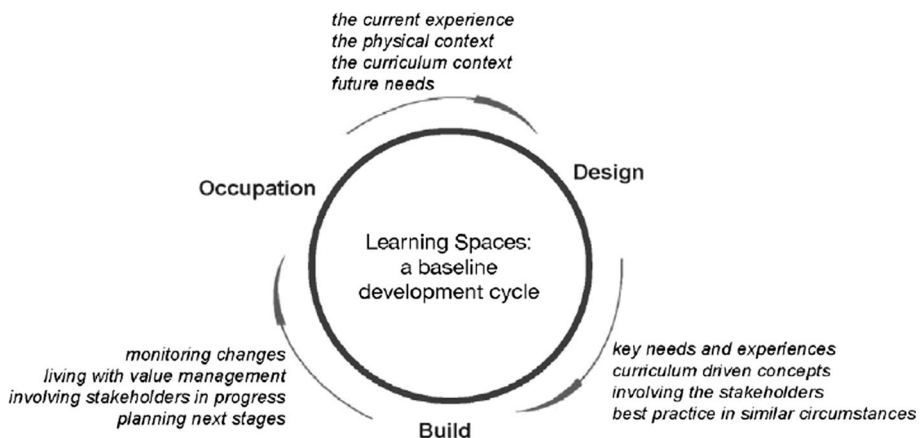 the current experience
the physical context
the curriculum context
future needs
Occupation
Design
Learning Spaces:
a baseline
development cycle
monitoring changes
living with value management
involving stakeholders in progress
planning next stages
key needs and experiences
curriculum driven concepts
involving the stakeholders
best practice in similar circumstances
Build